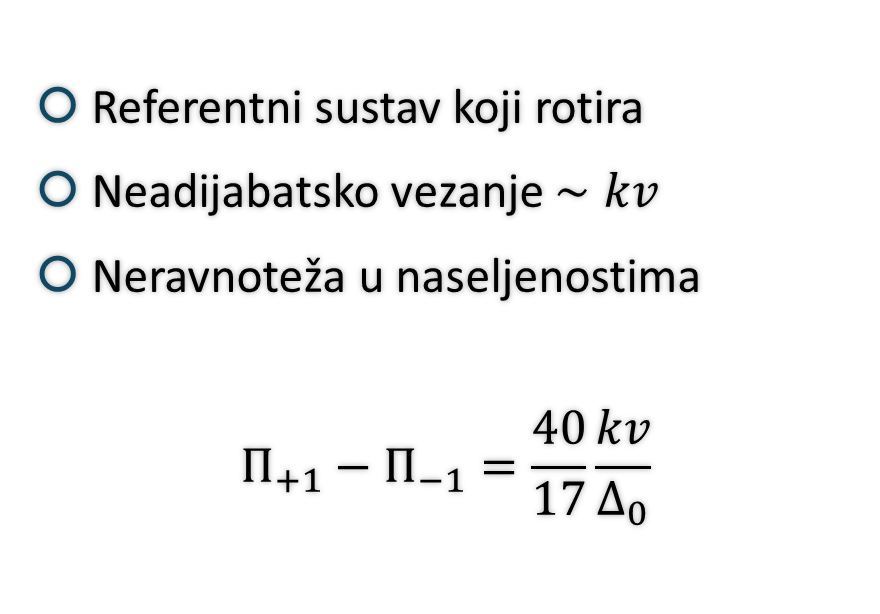 Referentni sustav koji rotira
Neadijabatsko vezanje ~ kv
Neravnoteža u naseljenostima
Π₊₁ − Π₋₁ = 40/17 kv/Δ₀